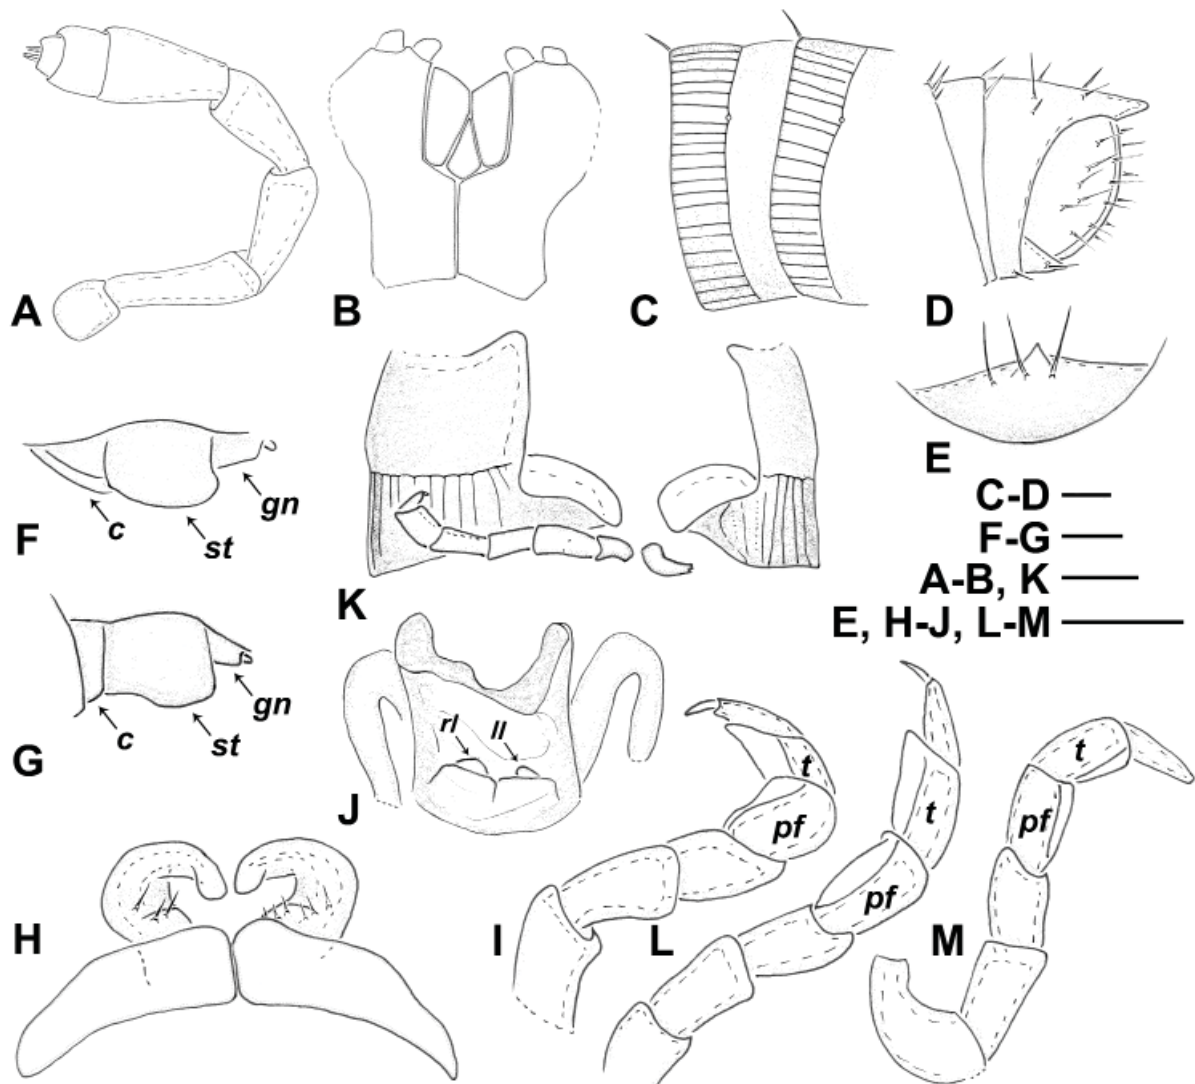 A
B
C
D
E
F
c
st
gn
K
C-D
F-G
A-B, K
E, H-J, L-M
G
c
st
gn
J
rl
ll
H
I
t
pf
L
t
pf
M
t
pf